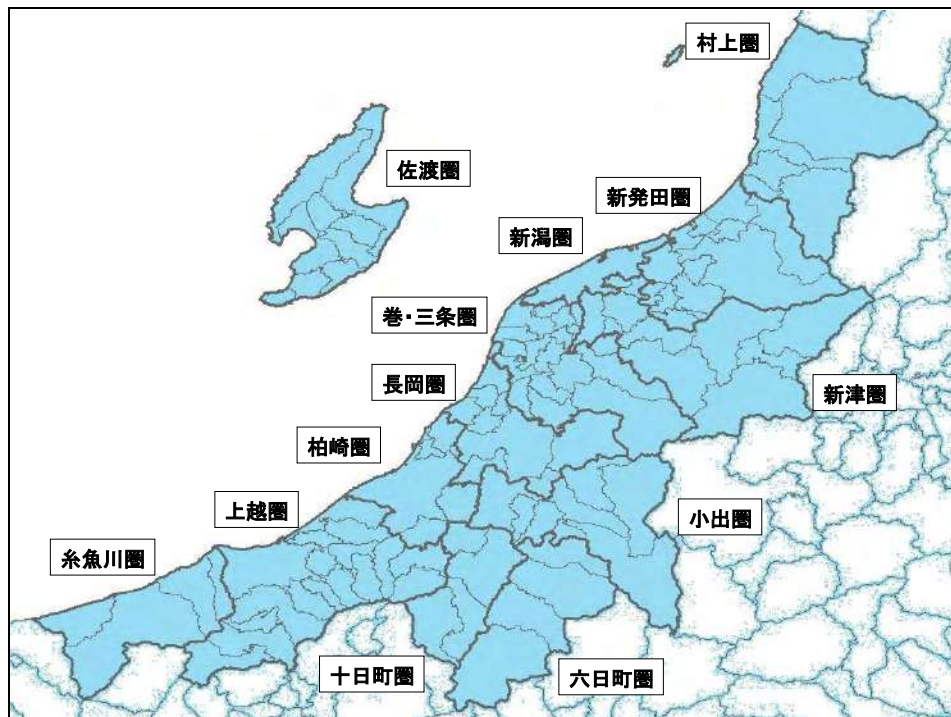 村上圏
佐渡圏
新発田圏
新潟圏
巻・三条圏
長岡圏
新津圏
柏崎圏
上越圏
小出圏
糸魚川圏
十日町圏
六日町圏